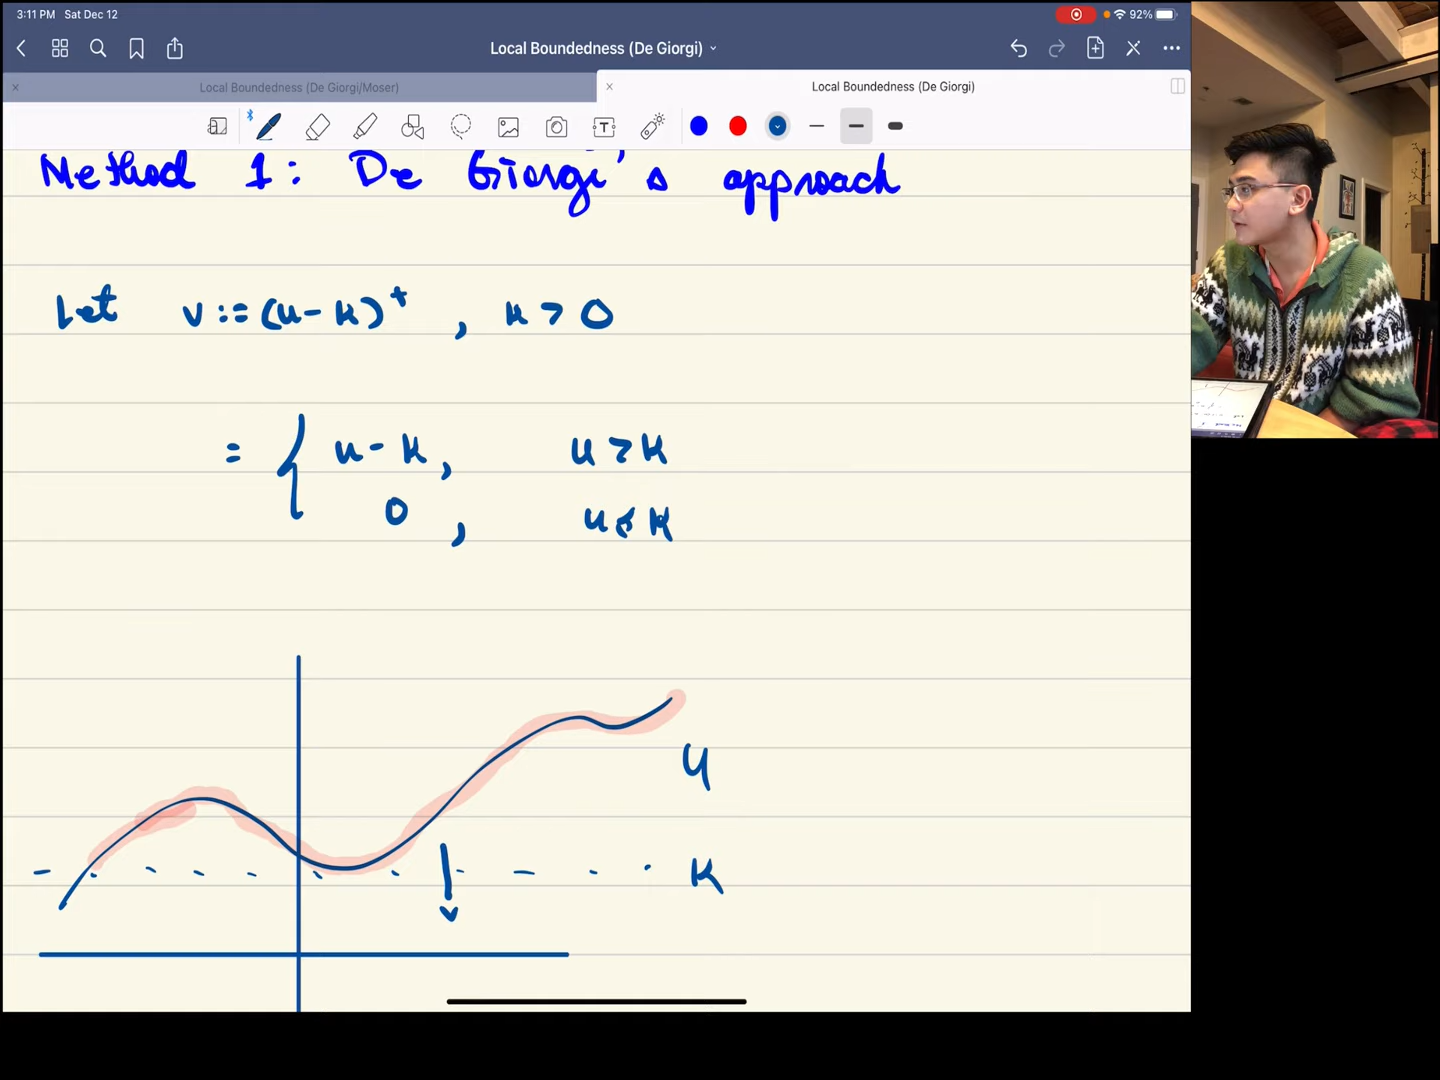 3:11 PM Sat Dec 12
92%
Local Boundedness (De Giorgi)
Local Boundedness (De Giorgi/Moser)
Local Boundedness (De Giorgi)
Method 1: De Giorgi's approach
Let v := (u-k)⁺, k > 0
= { u-k, u > k
0, u ≤ k
u
k